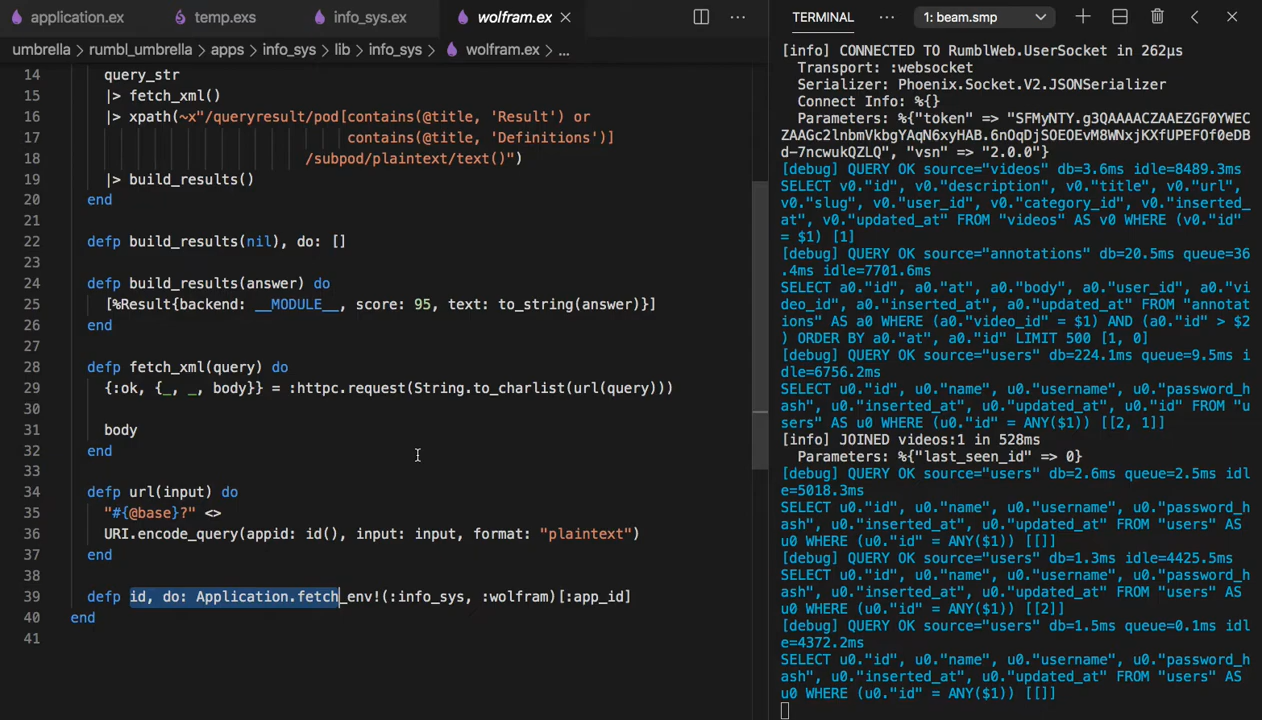 application.ex
temp.exs
info_sys.ex
wolfram.ex
umbrella > rumbl_umbrella > apps > info_sys > lib > info_sys > wolfram.ex > ...
14 query_str
15 |> fetch_xml()
16 |> xpath(~x"/queryresult/pod[contains(@title, 'Result') or
17 contains(@title, 'Definitions')]
18 /subpod/plaintext/text()")
19 |> build_results()
20 end
21
22 defp build_results(nil), do: []
23
24 defp build_results(answer) do
25 [%Result{backend: __MODULE__, score: 95, text: to_string(answer)}]
26 end
27
28 defp fetch_xml(query) do
29 {:ok, {_, _, body}} = :httpc.request(String.to_charlist(url(query)))
30
31 body
32 end
33
34 defp url(input) do
35 "#{@base}?" <>
36 URI.encode_query(appid: id(), input: input, format: "plaintext")
37 end
38
39 defp id, do: Application.fetch_env!(:info_sys, :wolfram)[:app_id]
40 end
41
TERMINAL
1: beam.smp
[info] CONNECTED TO RumblWeb.UserSocket in 262µs
Transport: :websocket
Serializer: Phoenix.Socket.V2.JSONSerializer
Connect Info: %{}
Parameters: %{"token" => "SFMyNTY.g3QAAAACZAAEZGF0YWEC
ZAAGc2lnbmVkbgYAqN6xyHAB.6nOqDjSOEOEvM8WNxjKXfUPEFOf0eDB
d-7ncwukQZLQ", "vsn" => "2.0.0"}
[debug] QUERY OK source="videos" db=3.6ms idle=8489.3ms
SELECT v0."id", v0."description", v0."title", v0."url",
v0."slug", v0."user_id", v0."category_id", v0."inserted_
at", v0."updated_at" FROM "videos" AS v0 WHERE (v0."id"
= $1) [1]
[debug] QUERY OK source="annotations" db=20.5ms queue=36
.4ms idle=7701.6ms
SELECT a0."id", a0."at", a0."body", a0."user_id", a0."vi
deo_id", a0."inserted_at", a0."updated_at" FROM "annotat
ions" AS a0 WHERE (a0."video_id" = $1) AND (a0."id" > $2
) ORDER BY a0."at", a0."id" LIMIT 500 [1, 0]
[debug] QUERY OK source="users" db=224.1ms queue=9.5ms i
dle=6756.2ms
SELECT u0."id", u0."name", u0."username", u0."password_h
ash", u0."inserted_at", u0."updated_at", u0."id" FROM "u
sers" AS u0 WHERE (u0."id" = ANY($1)) [[2, 1]]
[info] JOINED videos:1 in 528ms
Parameters: %{"last_seen_id" => 0}
[debug] QUERY OK source="users" db=2.6ms queue=2.5ms idl
e=5018.3ms
SELECT u0."id", u0."name", u0."username", u0."password_h
ash", u0."inserted_at", u0."updated_at" FROM "users" AS
u0 WHERE (u0."id" = ANY($1)) [[]]
[debug] QUERY OK source="users" db=1.3ms idle=4425.5ms
SELECT u0."id", u0."name", u0."username", u0."password_h
ash", u0."inserted_at", u0."updated_at" FROM "users" AS
u0 WHERE (u0."id" = ANY($1)) [[2]]
[debug] QUERY OK source="users" db=1.5ms queue=0.1ms idl
e=4372.2ms
SELECT u0."id", u0."name", u0."username", u0."password_h
ash", u0."inserted_at", u0."updated_at" FROM "users" AS
u0 WHERE (u0."id" = ANY($1)) [[]]